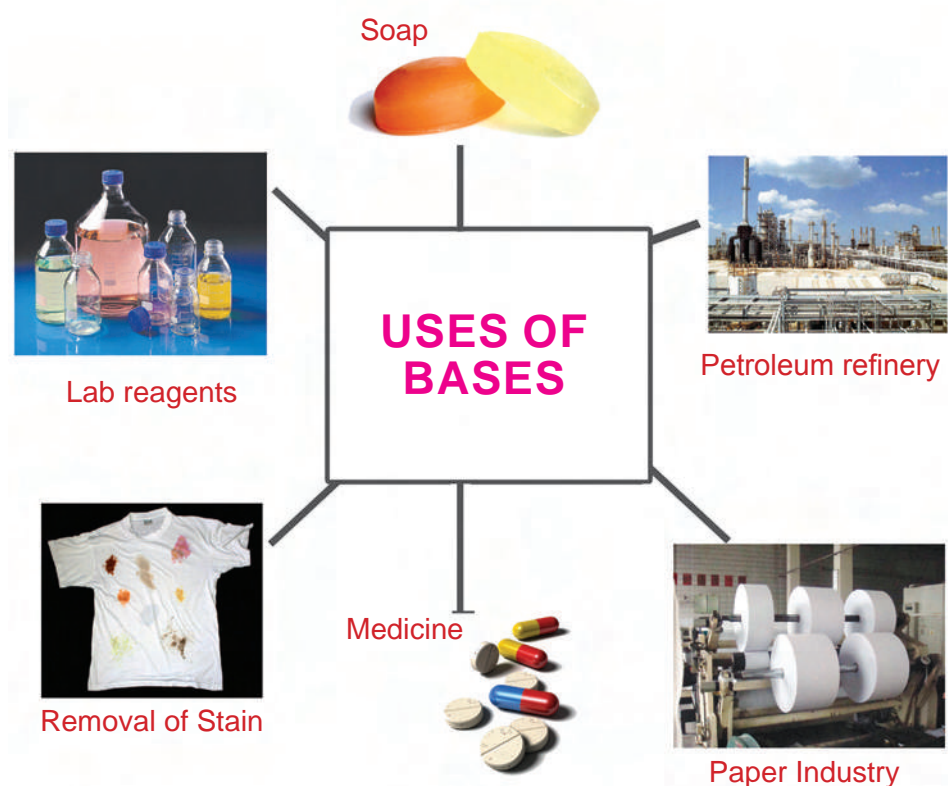 Soap
Lab reagents
USES OF
BASES
Petroleum refinery
Removal of Stain
Medicine
Paper Industry